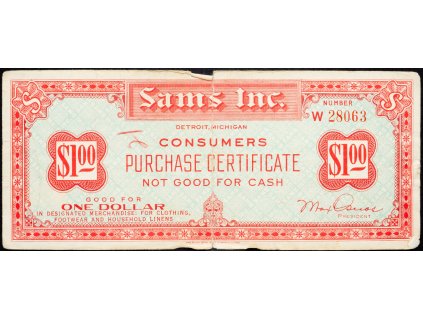 Sams Inc.
DETROIT, MICHIGAN
NUMBER
W 28063
CONSUMERS
PURCHASE CERTIFICATE
NOT GOOD FOR CASH
$1.00
$1.00
GOOD FOR
ONE DOLLAR
IN DESIGNATED MERCHANDISE: FOR CLOTHING,
FOOTWEAR AND HOUSEHOLD LINENS
PRESIDENT